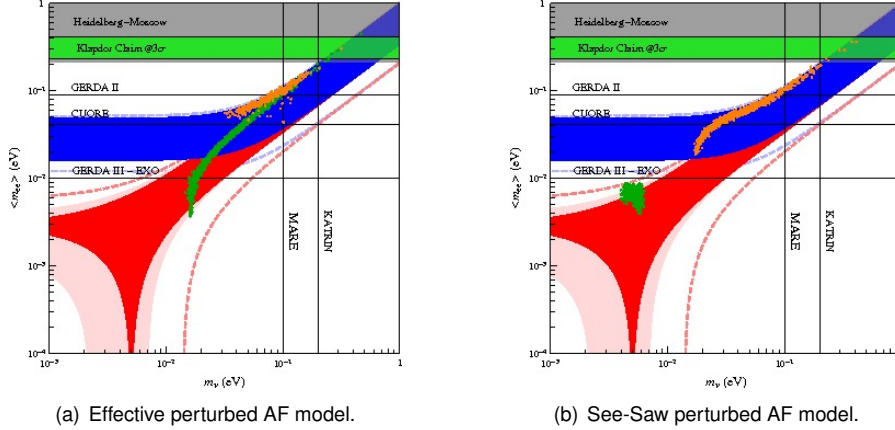 Heidelberg–Moscow
Klapdor Claim @3σ
GERDA II
CUORE
GERDA III – EXO
MARE
KATRIN
<m_ee> (eV)
1
10⁻¹
10⁻²
10⁻³
10⁻⁴
10⁻³ 10⁻² 10⁻¹ 1
m_ν (eV)
(a) Effective perturbed AF model.
Heidelberg–Moscow
Klapdor Claim @3σ
GERDA II
CUORE
GERDA III – EXO
MARE
KATRIN
<m_ee> (eV)
1
10⁻¹
10⁻²
10⁻³
10⁻⁴
10⁻³ 10⁻² 10⁻¹
m_ν (eV)
(b) See-Saw perturbed AF model.